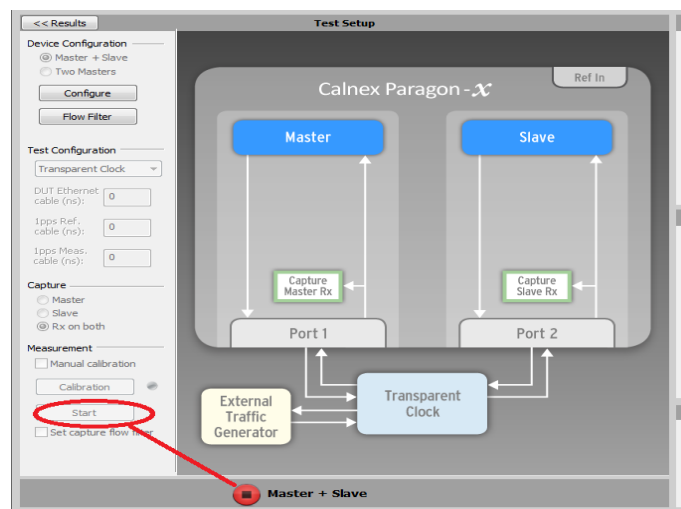 << Results
Test Setup
Device Configuration
Master + Slave
Two Masters
Configure
Flow Filter
Test Configuration
Transparent Clock
DUT Ethernet
cable (ns):
0
1pps Ref.
cable (ns):
0
1pps Meas.
cable (ns):
0
Capture
Master
Slave
Rx on both
Measurement
Manual calibration
Calibration
Start
Set capture flow filter
Calnex Paragon-x
Ref In
Master
Slave
Capture
Master Rx
Capture
Slave Rx
Port 1
Port 2
External
Traffic
Generator
Transparent
Clock
Master + Slave